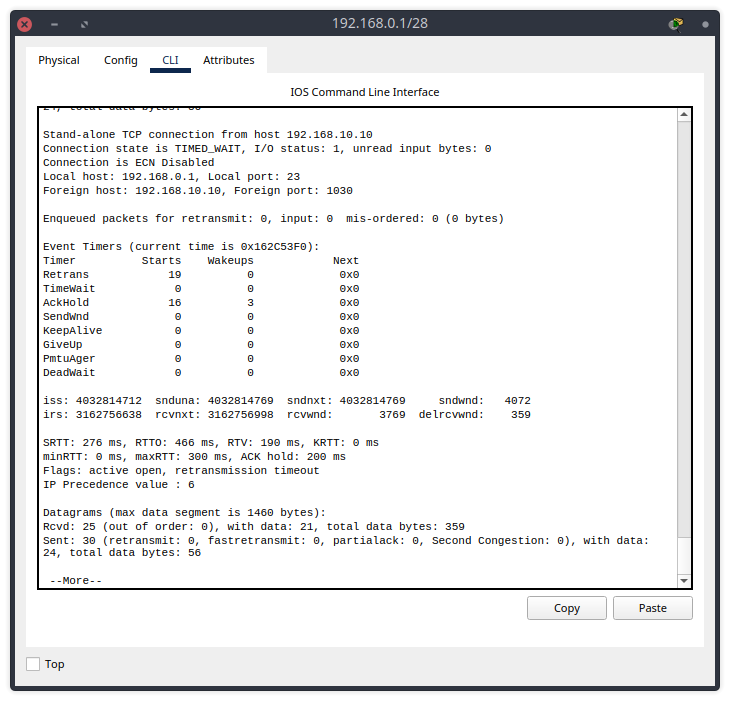 192.168.0.1/28
Physical Config CLI Attributes
IOS Command Line Interface
24, total data bytes: 56
Stand-alone TCP connection from host 192.168.10.10
Connection state is TIMED_WAIT, I/O status: 1, unread input bytes: 0
Connection is ECN Disabled
Local host: 192.168.0.1, Local port: 23
Foreign host: 192.168.10.10, Foreign port: 1030
Enqueued packets for retransmit: 0, input: 0  mis-ordered: 0 (0 bytes)
Event Timers (current time is 0x162C53F0):
Timer          Starts    Wakeups            Next
Retrans            19          0             0x0
TimeWait            0          0             0x0
AckHold            16          3             0x0
SendWnd             0          0             0x0
KeepAlive           0          0             0x0
GiveUp              0          0             0x0
PmtuAger            0          0             0x0
DeadWait            0          0             0x0
iss: 4032814712  snduna: 4032814769  sndnxt: 4032814769     sndwnd:   4072
irs: 3162756638  rcvnxt: 3162756998  rcvwnd:       3769  delrcvwnd:    359
SRTT: 276 ms, RTTO: 466 ms, RTV: 190 ms, KRTT: 0 ms
minRTT: 0 ms, maxRTT: 300 ms, ACK hold: 200 ms
Flags: active open, retransmission timeout
IP Precedence value : 6
Datagrams (max data segment is 1460 bytes):
Rcvd: 25 (out of order: 0), with data: 21, total data bytes: 359
Sent: 30 (retransmit: 0, fastretransmit: 0, partialack: 0, Second Congestion: 0), with data:
24, total data bytes: 56
--More--
Copy Paste
Top